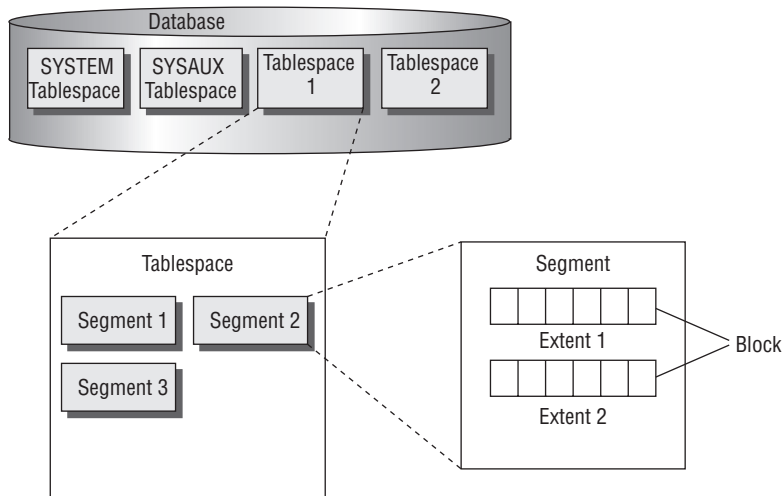 Database
SYSTEM
Tablespace
SYSAUX
Tablespace
Tablespace
1
Tablespace
2
Tablespace
Segment 1
Segment 2
Segment 3
Segment
Extent 1
Block
Extent 2